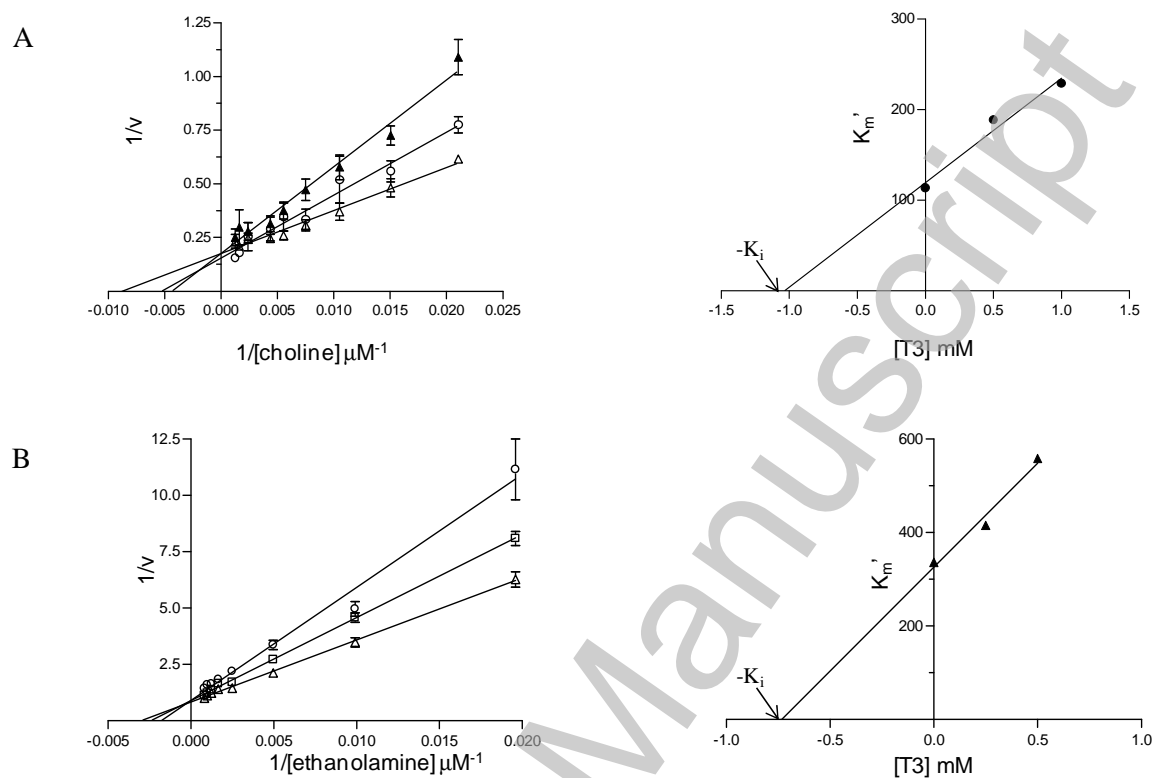 A
1.25
1.00
0.75
0.50
0.25
1/v
-0.010 -0.005 0.000 0.005 0.010 0.015 0.020 0.025
1/[choline] µM-1
300
200
100
Km'
-Ki
-1.5 -1.0 -0.5 0.0 0.5 1.0 1.5
[T3] mM
B
12.5
10.0
7.5
5.0
2.5
1/v
-0.005 0.000 0.005 0.010 0.015 0.020
1/[ethanolamine] µM-1
600
400
200
Km'
-Ki
-1.0 -0.5 0.0 0.5 1.0
[T3] mM
Manuscript